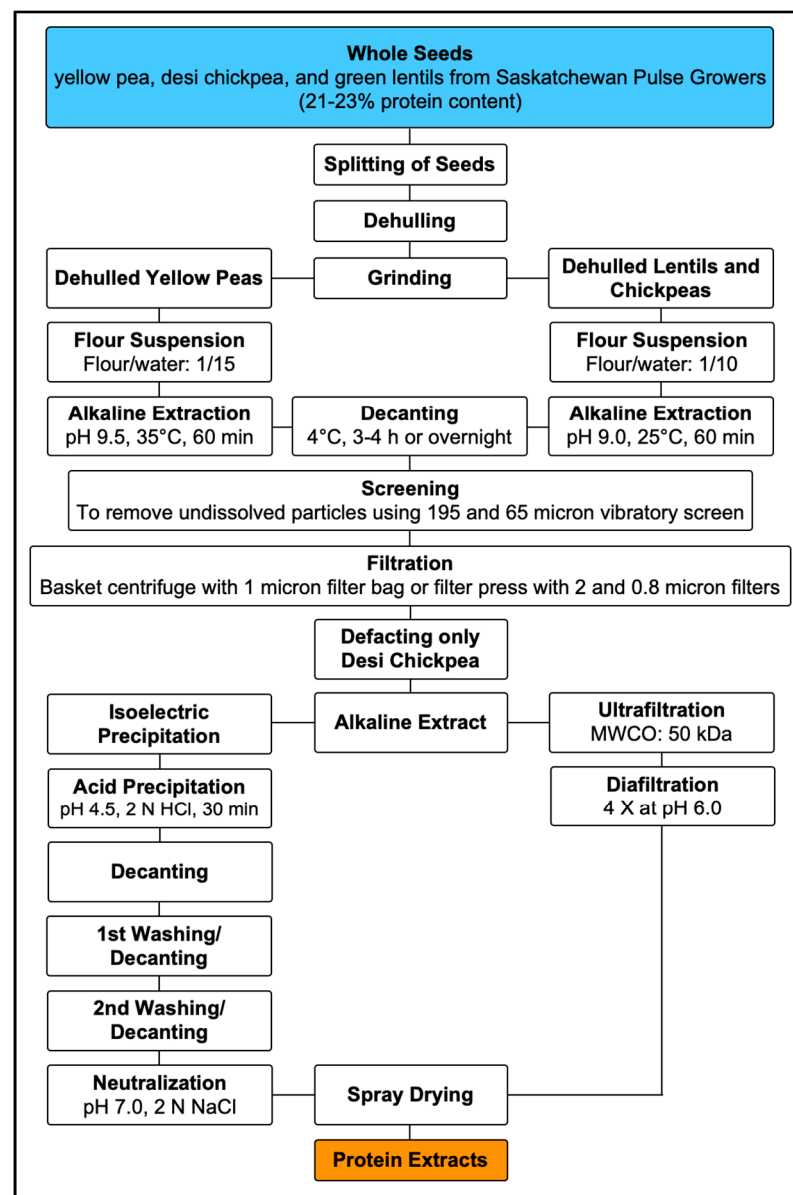 Whole Seeds
yellow pea, desi chickpea, and green lentils from Saskatchewan Pulse Growers
(21-23% protein content)
Splitting of Seeds
Dehulling
Dehulled Yellow Peas
Grinding
Dehulled Lentils and
Chickpeas
Flour Suspension
Flour/water: 1/15
Flour Suspension
Flour/water: 1/10
Alkaline Extraction
pH 9.5, 35°C, 60 min
Decanting
4°C, 3-4 h or overnight
Alkaline Extraction
pH 9.0, 25°C, 60 min
Screening
To remove undissolved particles using 195 and 65 micron vibratory screen
Filtration
Basket centrifuge with 1 micron filter bag or filter press with 2 and 0.8 micron filters
Defacting only
Desi Chickpea
Isoelectric
Precipitation
Alkaline Extract
Ultrafiltration
MWCO: 50 kDa
Acid Precipitation
pH 4.5, 2 N HCl, 30 min
Diafiltration
4 X at pH 6.0
Decanting
1st Washing/
Decanting
2nd Washing/
Decanting
Neutralization
pH 7.0, 2 N NaCl
Spray Drying
Protein Extracts